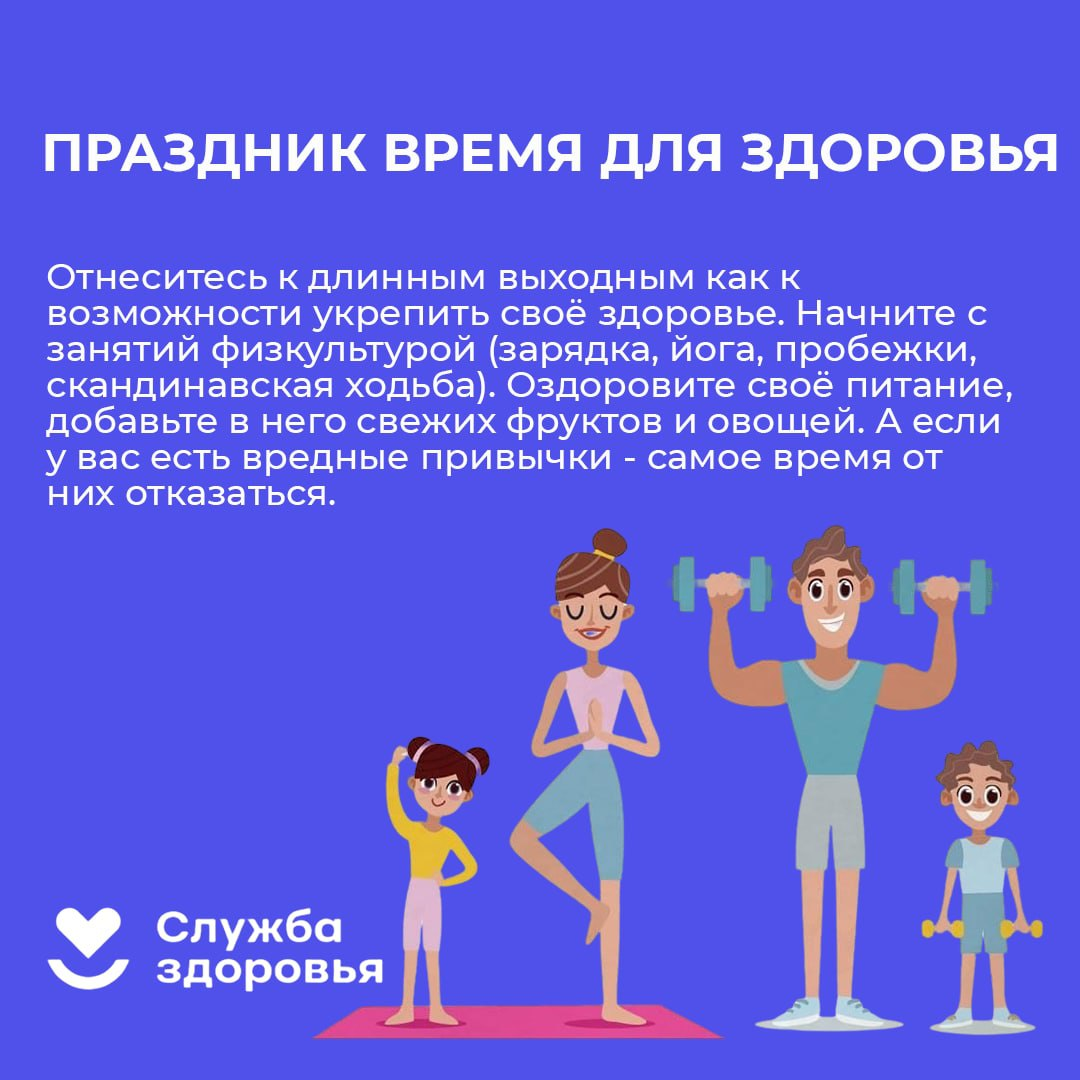 ПРАЗДНИК ВРЕМЯ ДЛЯ ЗДОРОВЬЯ
Отнеситесь к длинным выходным как к
возможности укрепить своё здоровье. Начните с
занятий физкультурой (зарядка, йога, пробежки,
скандинавская ходьба). Оздоровите своё питание,
добавьте в него свежих фруктов и овощей. А если
у вас есть вредные привычки - самое время от
них отказаться.
Служба
здоровья